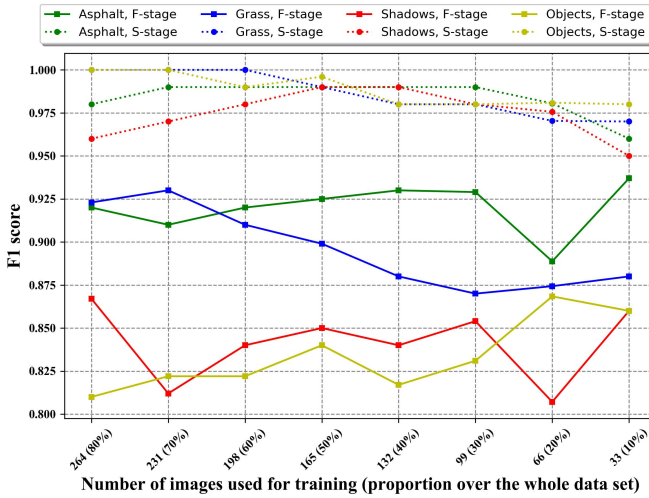 Asphalt, F-stage Grass, F-stage Shadows, F-stage Objects, F-stage
Asphalt, S-stage Grass, S-stage Shadows, S-stage Objects, S-stage
1.000
0.975
0.950
0.925
0.900
0.875
0.850
0.825
0.800
F1 score
264 (80%) 231 (70%) 198 (60%) 165 (50%) 132 (40%) 99 (30%) 66 (20%) 33 (10%)
Number of images used for training (proportion over the whole data set)